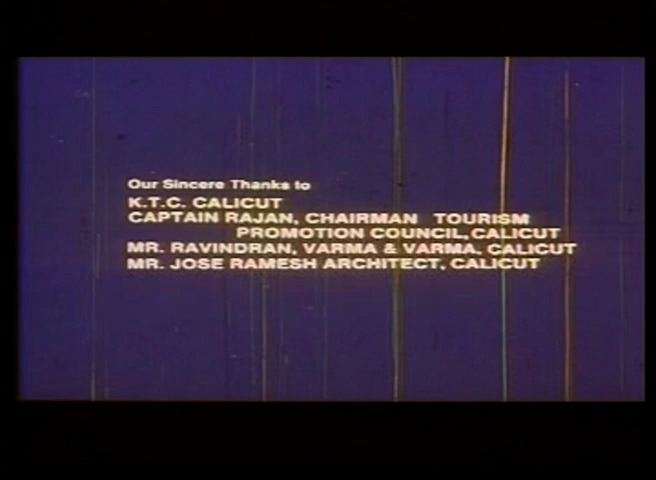 Our Sincere Thanks to
K.T.C. CALICUT
CAPTAIN RAJAN, CHAIRMAN TOURISM
PROMOTION COUNCIL, CALICUT
MR. RAVINDRAN, VARMA & VARMA, CALICUT
MR. JOSE RAMESH ARCHITECT, CALICUT